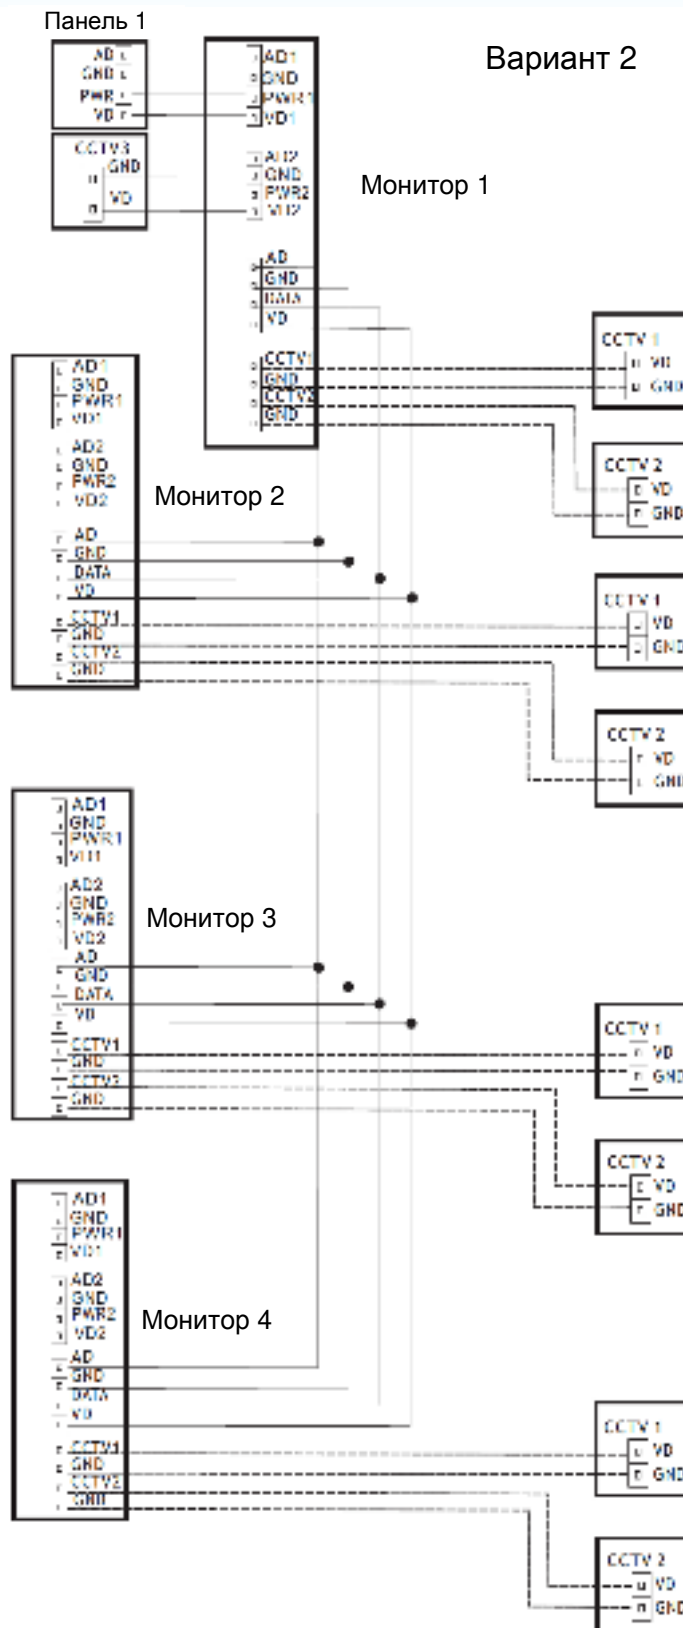 Панель 1
Вариант 2
AD
GND
PWR
VD
CCTV3
GND
VD
AD1
GND
PWR1
VD1
AD2
GND
PWR2
VD2
Монитор 1
AD
GND
DATA
VD
CCTV1
GND
CCTV2
GND
CCTV 1
VD
GND
CCTV 2
VD
GND
AD1
GND
PWR1
VD1
AD2
GND
PWR2
VD2
Монитор 2
AD
GND
DATA
VD
CCTV1
GND
CCTV2
GND
CCTV 1
VD
GND
CCTV 2
VD
GND
AD1
GND
PWR1
VD1
AD2
GND
PWR2
VD2
Монитор 3
AD
GND
DATA
VD
CCTV1
GND
CCTV2
GND
CCTV 1
VD
GND
CCTV 2
VD
GND
AD1
GND
PWR1
VD1
AD2
GND
PWR2
VD2
Монитор 4
AD
GND
DATA
VD
CCTV1
GND
CCTV2
GND
CCTV 1
VD
GND
CCTV 2
VD
GND